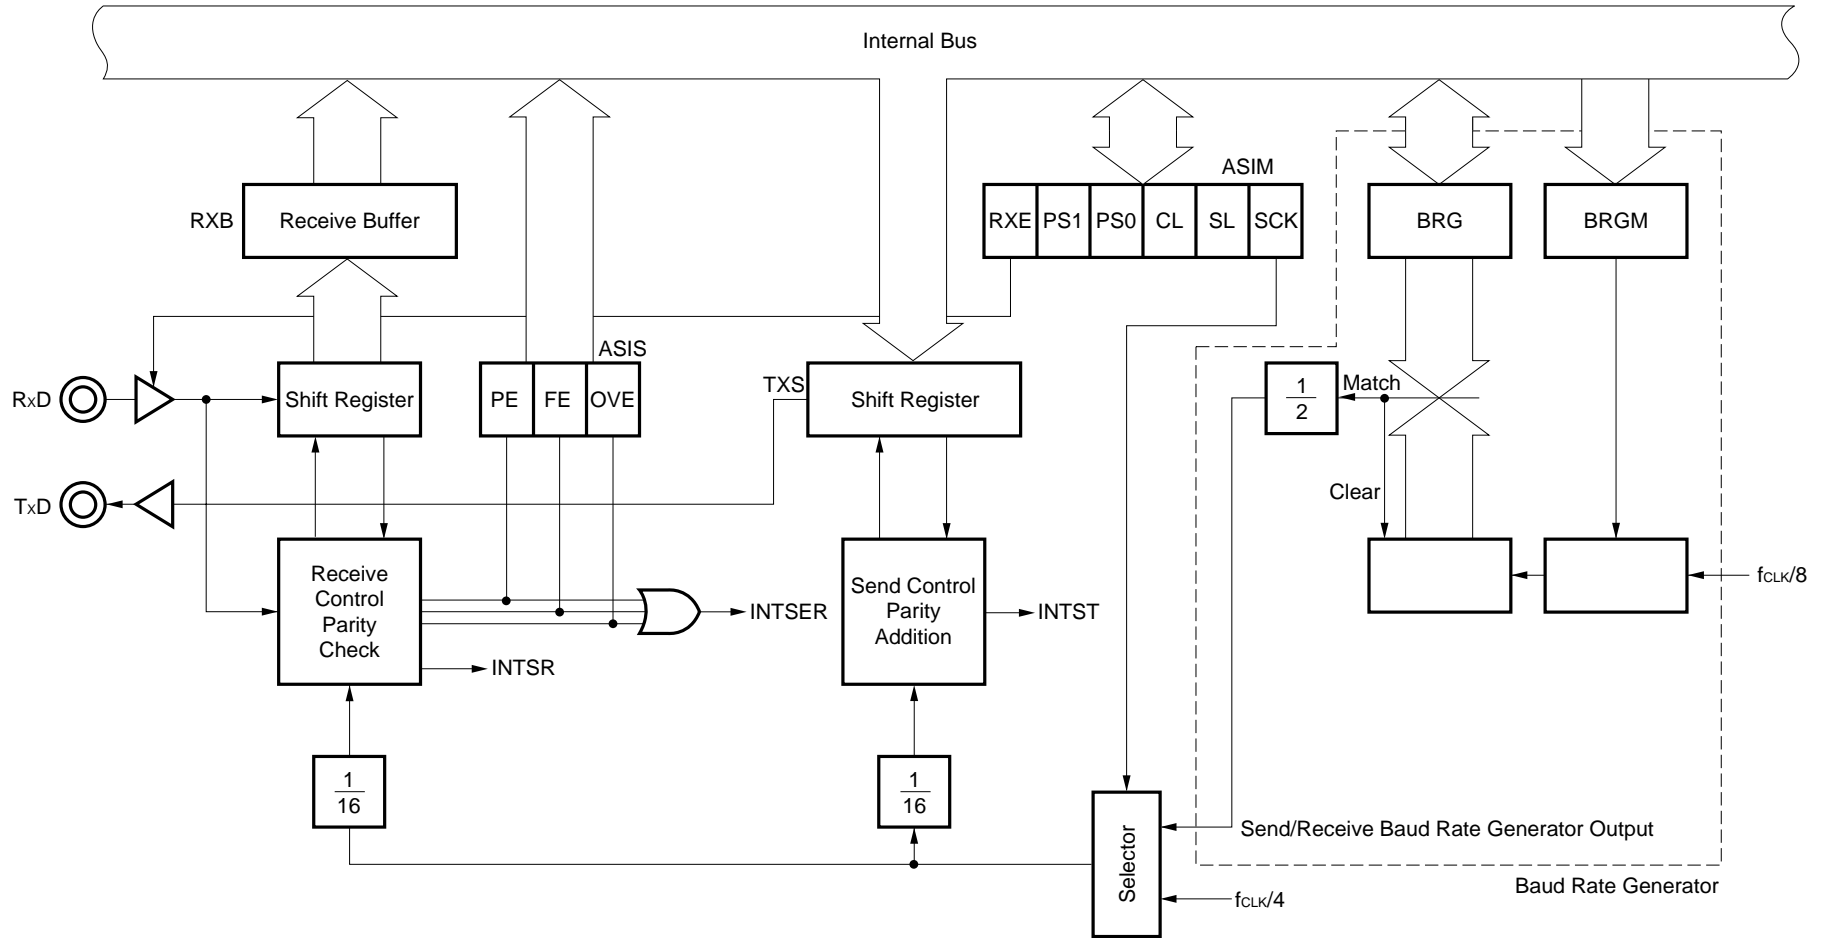 Internal Bus
ASIM
RXB
Receive Buffer
RXE PS1 PS0 CL SL SCK
BRG
BRGM
ASIS
RxD
Shift Register
PE FE OVE
TXS
Shift Register
1
2
Match
TxD
Clear
Receive
Control
Parity
Check
INTSER
INTSR
Send Control
Parity
Addition
INTST
fCLK/8
1
16
1
16
Selector
Send/Receive Baud Rate Generator Output
Baud Rate Generator
fCLK/4